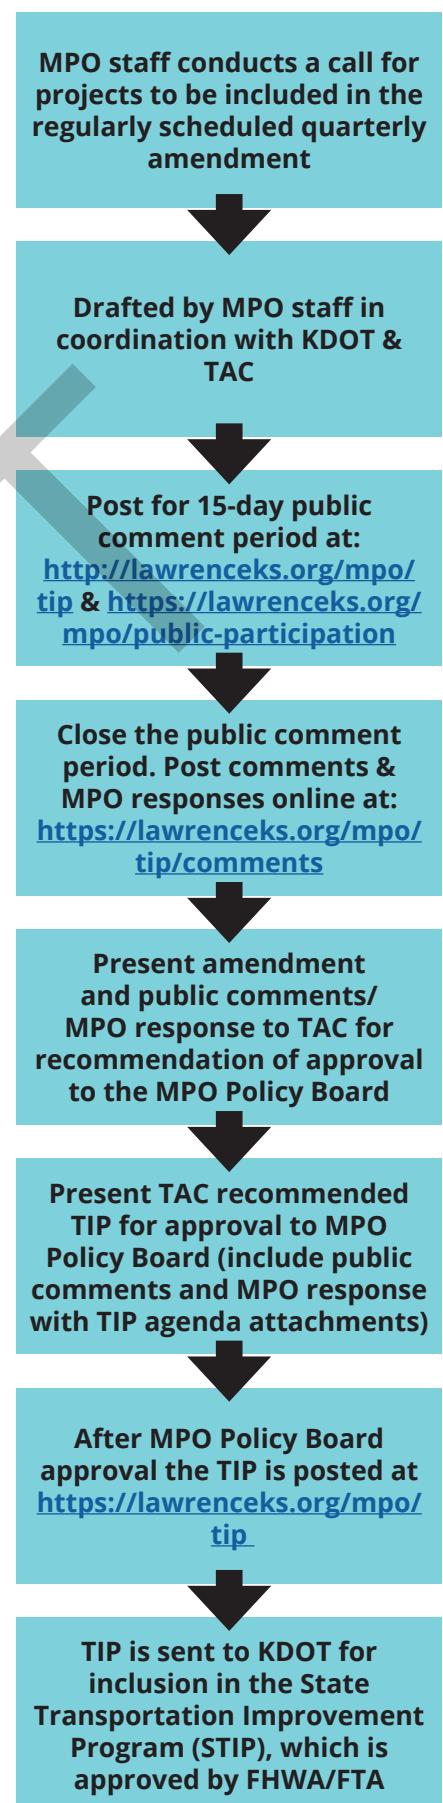 MPO staff conducts a call for
projects to be included in the
regularly scheduled quarterly
amendment
Drafted by MPO staff in
coordination with KDOT &
TAC
Post for 15-day public
comment period at:
http://lawrenceks.org/mpo/
tip & https://lawrenceks.org/
mpo/public-participation
Close the public comment
period. Post comments &
MPO responses online at:
https://lawrenceks.org/mpo/
tip/comments
Present amendment
and public comments/
MPO response to TAC for
recommendation of approval
to the MPO Policy Board
Present TAC recommended
TIP for approval to MPO
Policy Board (include public
comments and MPO response
with TIP agenda attachments)
After MPO Policy Board
approval the TIP is posted at
https://lawrenceks.org/mpo/
tip
TIP is sent to KDOT for
inclusion in the State
Transportation Improvement
Program (STIP), which is
approved by FHWA/FTA